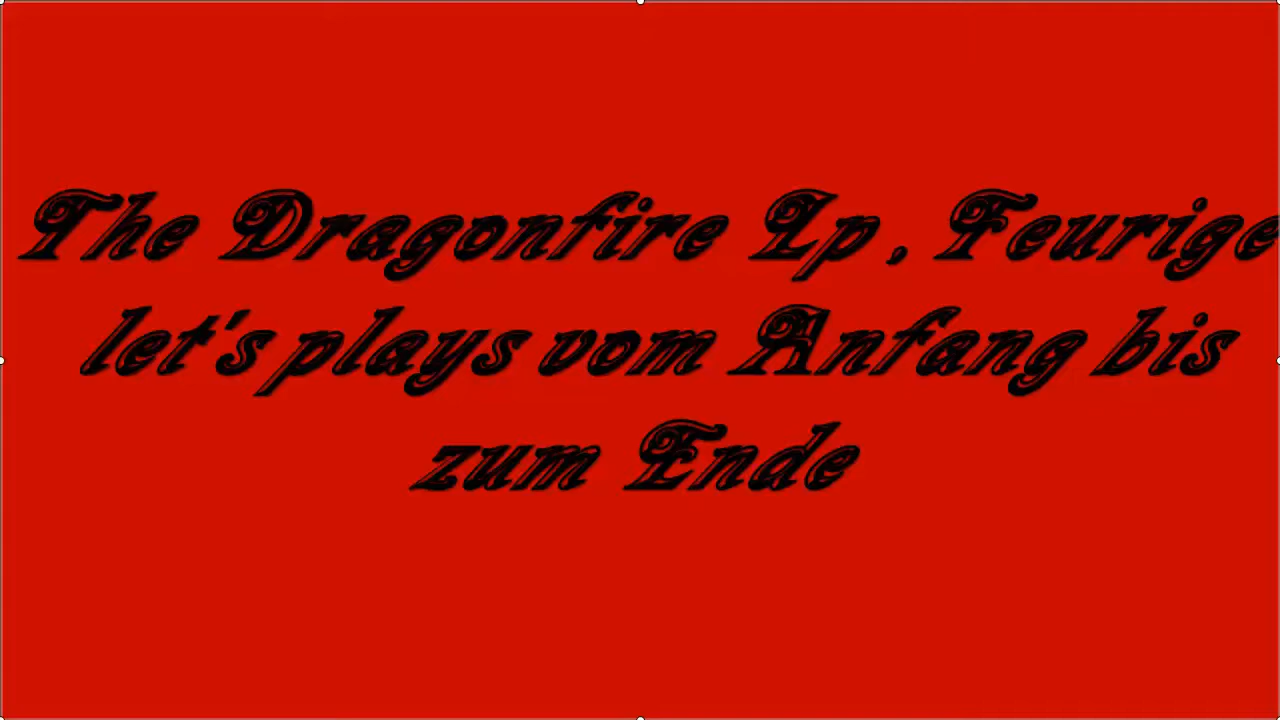 The Dragonfire Lp , Feurige
let's plays vom Anfang bis
zum Ende